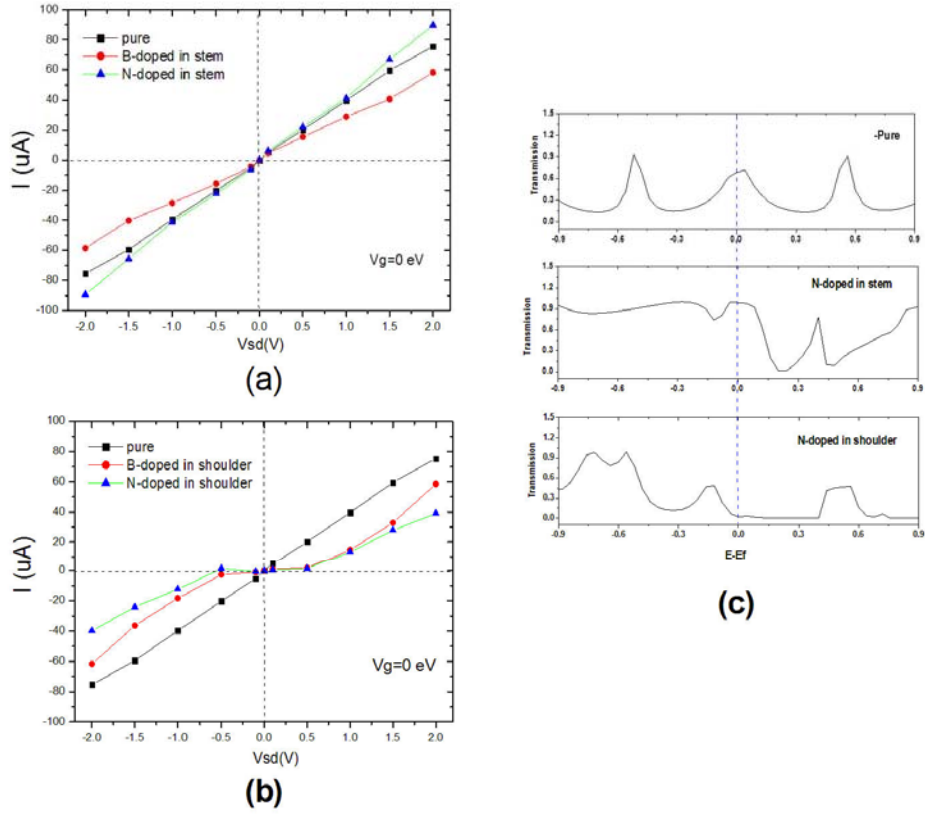 100
80
60
40
20
0
-20
-40
-60
-80
-100
I (uA)
pure
B-doped in stem
N-doped in stem
Vg=0 eV
-2.0 -1.5 -1.0 -0.5 0.0 0.5 1.0 1.5 2.0
Vsd(V)
(a)
100
80
60
40
20
0
-20
-40
-60
-80
-100
I (uA)
pure
B-doped in shoulder
N-doped in shoulder
Vg=0 eV
-2.0 -1.5 -1.0 -0.5 0.0 0.5 1.0 1.5 2.0
Vsd(V)
(b)
Transmission
1.5
1.2
0.9
0.6
0.3
0.0
-Pure
-0.9 -0.6 -0.3 0.0 0.3 0.6 0.9
Transmission
1.5
1.2
0.9
0.6
0.3
0.0
N-doped in stem
-0.9 -0.6 -0.3 0.0 0.3 0.6 0.9
Transmission
1.5
1.2
0.9
0.6
0.3
0.0
N-doped in shoulder
-0.9 -0.6 -0.3 0.0 0.3 0.6 0.9
E-Ef
(c)